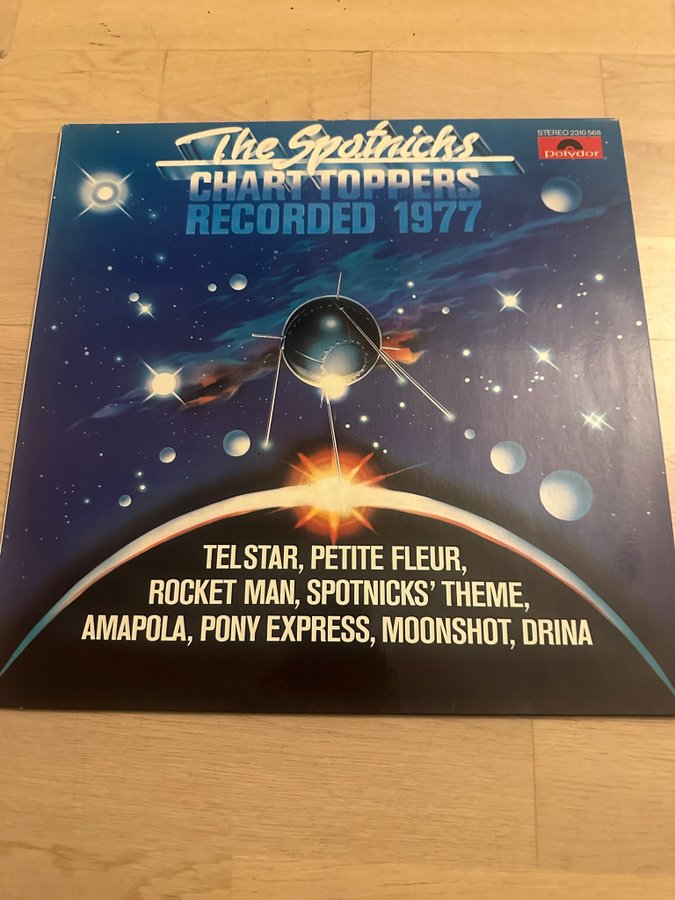 The Spotnicks
STEREO 2310 568
polydor
CHART TOPPERS
RECORDED 1977
TELSTAR, PETITE FLEUR,
ROCKET MAN, SPOTNICKS' THEME,
AMAPOLA, PONY EXPRESS, MOONSHOT, DRINA